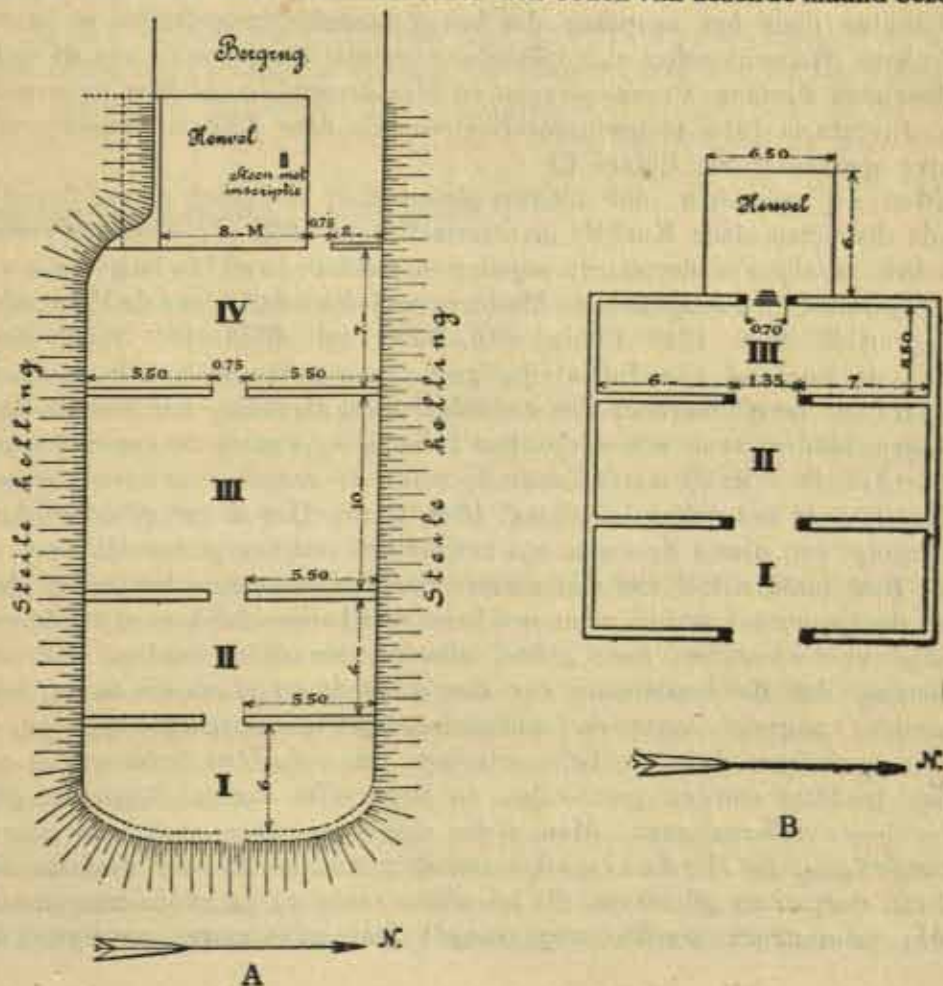 Bergrug
Heuvel
Steen met
inscriptie
8. M
0.75
2.
IV
7
5.50
0.75
5.50
Steile helling
Steile helling
III
10
5.50
II
6.
5.50
I
6.
N.
A
6.50
Heuvel
6.
0.70
III
5.50
6.
1.35
7.
II
I
N.
B